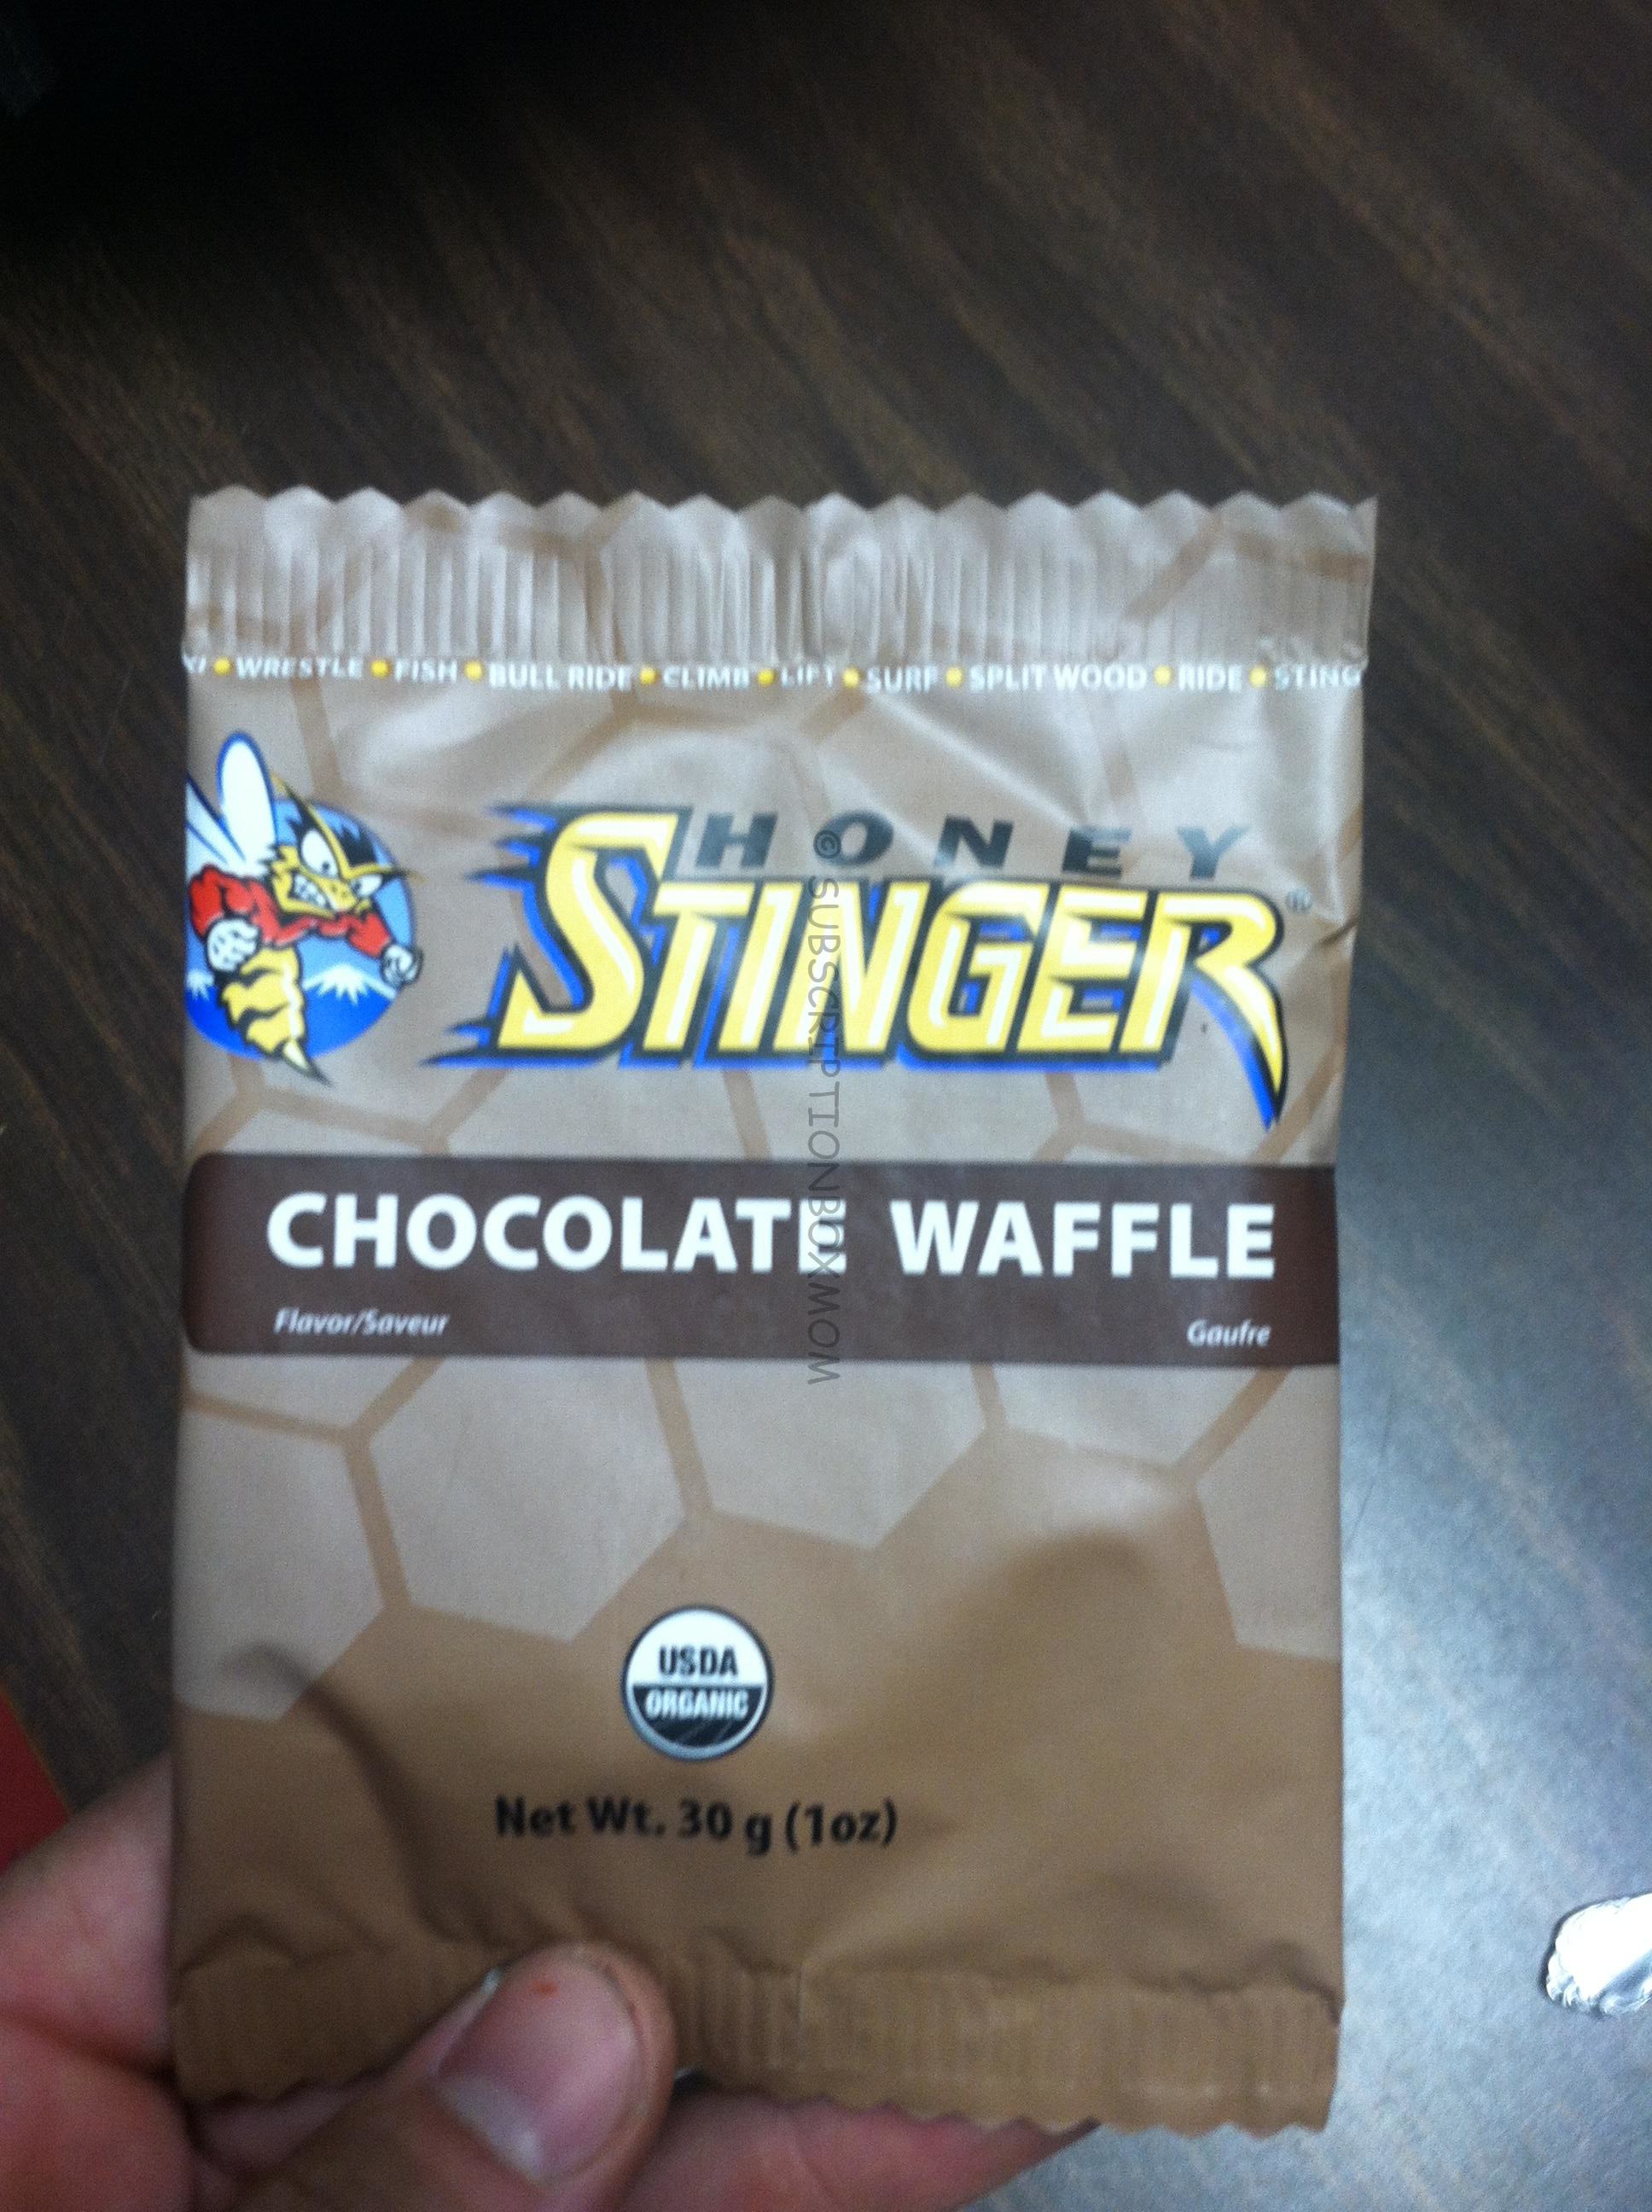 WRESTLE • FISH • BULL RIDE • CLIMB • LIFT • SURF • SPLIT WOOD • RIDE • STING
HONEY
STINGER®
CHOCOLATE WAFFLE
Flavor/Saveur Gaufre
USDA
ORGANIC
Net Wt. 30 g (1oz)
© SUBSCRIPTIONBOXMOM